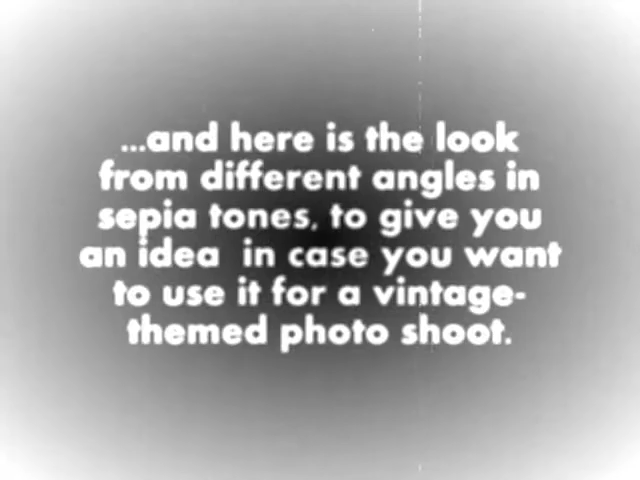 ...and here is the look
from different angles in
sepia tones, to give you
an idea in case you want
to use it for a vintage-
themed photo shoot.